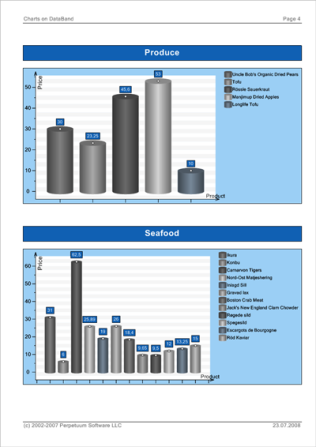 Charts on DataBand
Page 4
Produce
Price
50
40
30
20
10
0
30
23,25
45,6
53
10
Product
Uncle Bob's Organic Dried Pears
Tofu
Rössle Sauerkraut
Manjimup Dried Apples
Longlife Tofu
Seafood
Price
60
50
40
30
20
10
0
31
6
62,5
25,89
19
26
18,4
9,65
9,5
12
13,25
15
Product
Ikura
Konbu
Carnarvon Tigers
Nord-Ost Matjeshering
Inlagd Sill
Gravad lax
Boston Crab Meat
Jack's New England Clam Chowder
Rogede sild
Spegesild
Escargots de Bourgogne
Röd Kaviar
(c) 2002-2007 Perpetuum Software LLC
23.07.2008